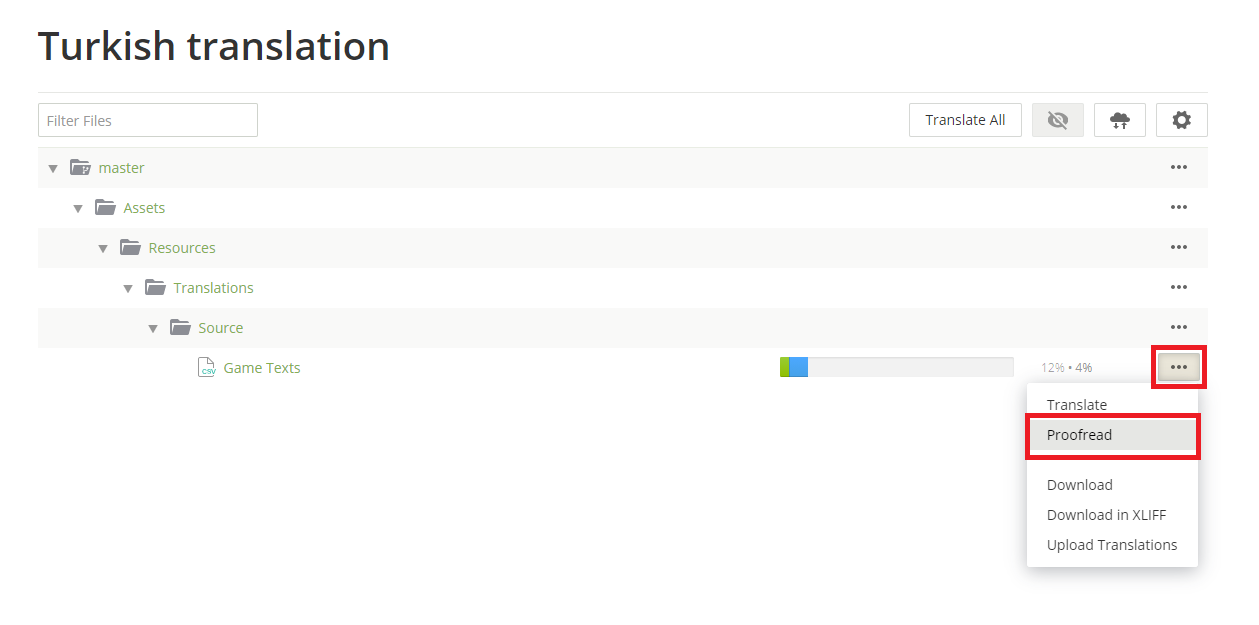 Turkish translation
Filter Files
Translate All
master
Assets
Resources
Translations
Source
CSV
Game Texts
12% • 4%
Translate
Proofread
Download
Download in XLIFF
Upload Translations